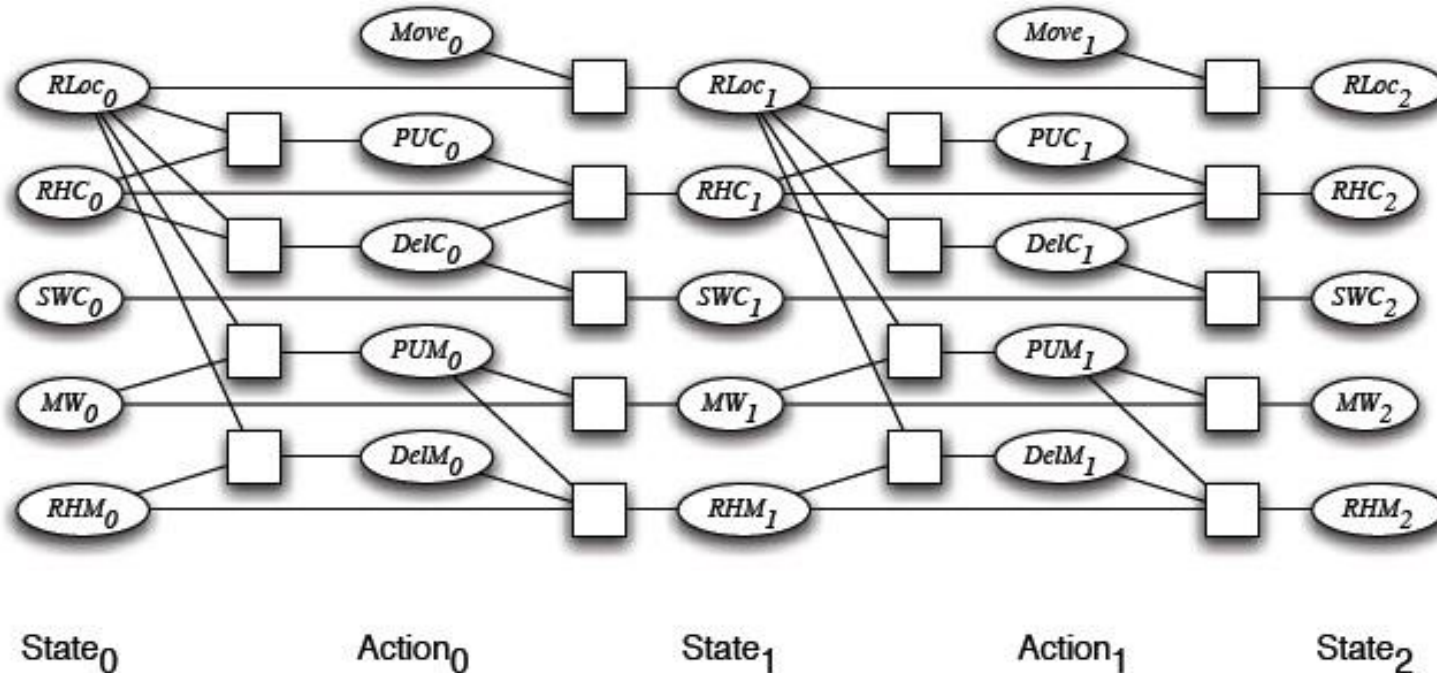 Move0 Move1
RLoc0 RLoc1 RLoc2
PUC0 PUC1
RHC0 RHC1 RHC2
DelC0 DelC1
SWC0 SWC1 SWC2
PUM0 PUM1
MW0 MW1 MW2
DelM0 DelM1
RHM0 RHM1 RHM2
State0 Action0 State1 Action1 State2